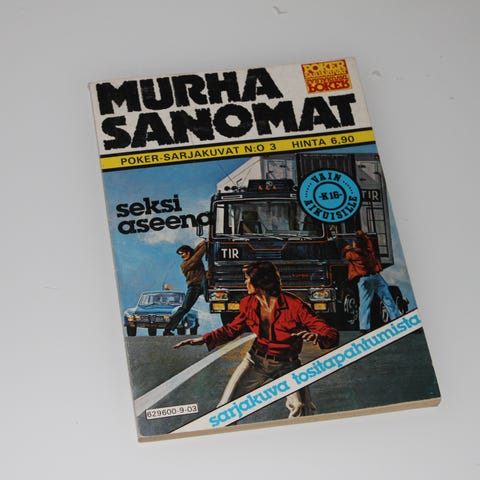 POKER
POKER
MURHA
SANOMAT
POKER-SARJAKUVAT N:O 3 HINTA 6,90
seksi
aseena
VAIN
-K16-
AIKUISILLE
TIR
TIR
sarjakuva tositapahtumista
629600-9-03